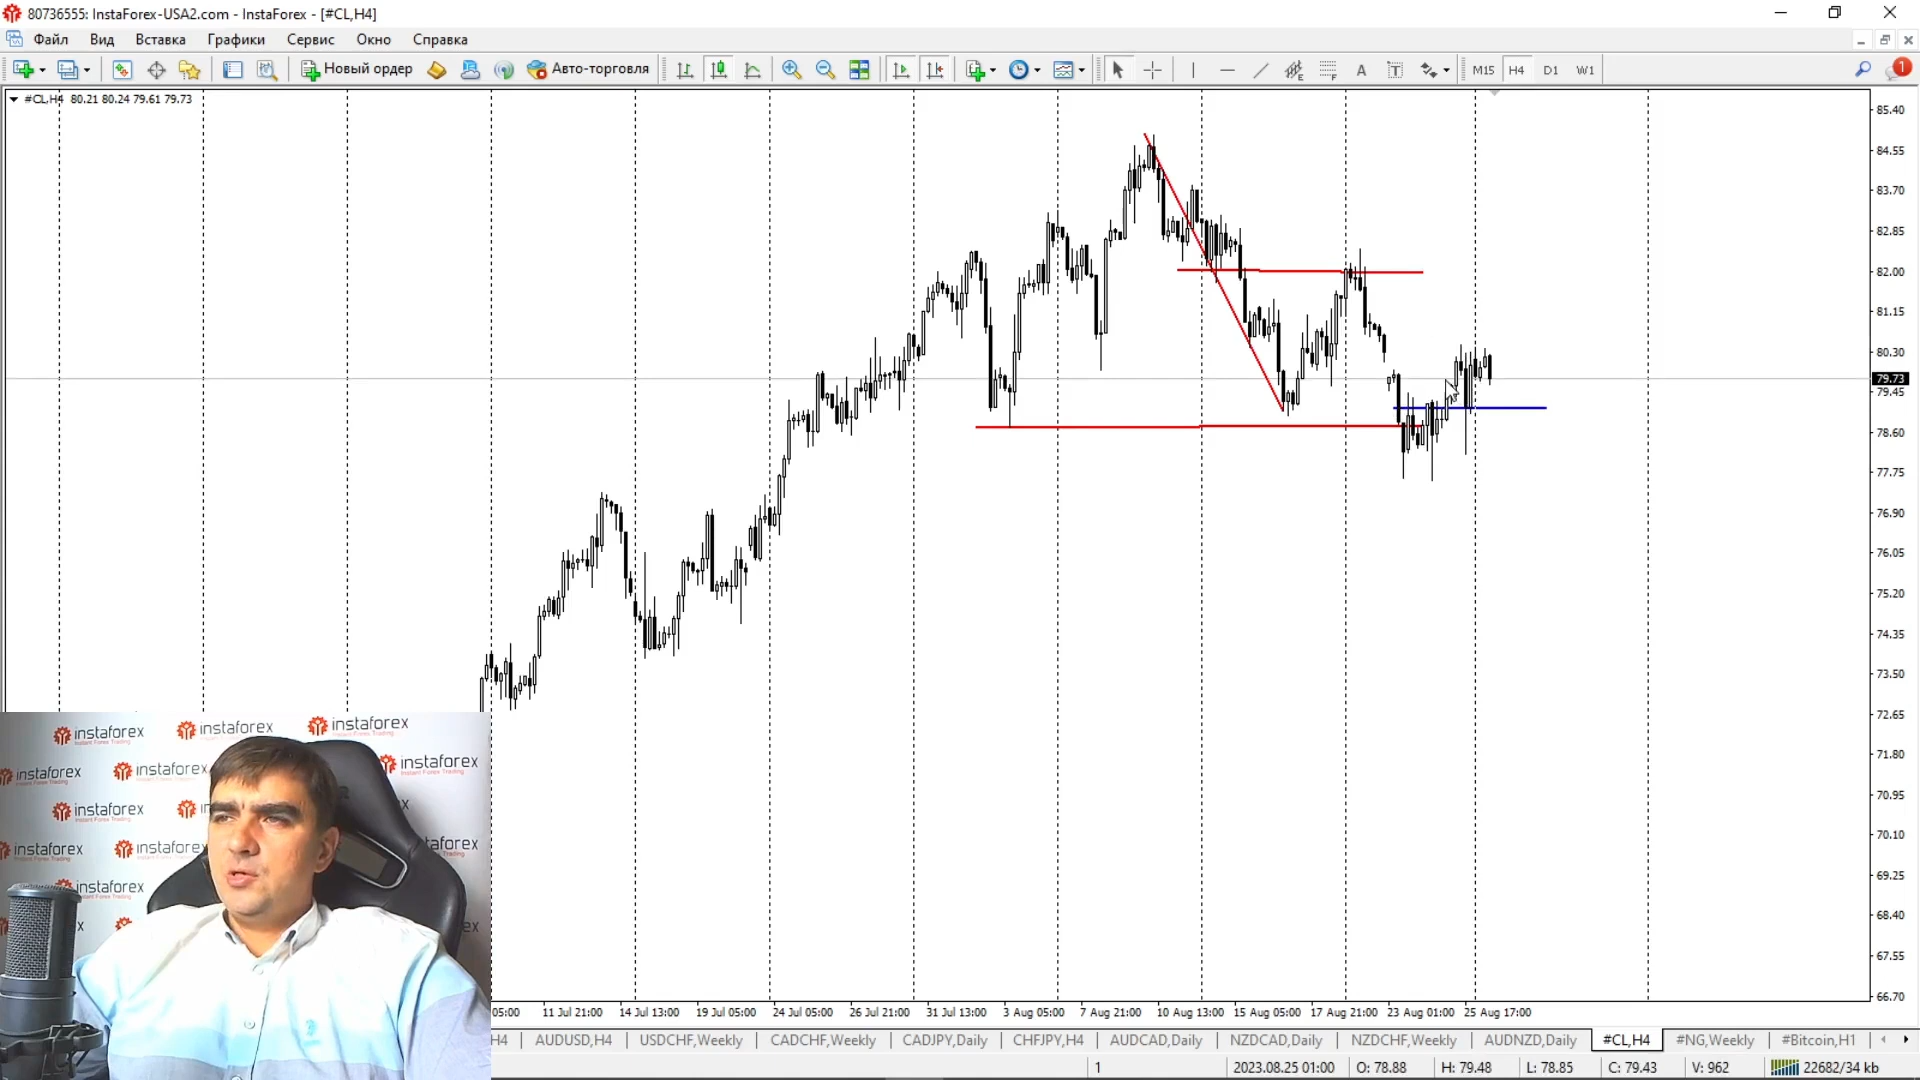 80736555: InstaForex-USA2.com - InstaForex - [#CL,H4]
Файл Вид Вставка Графики Сервис Окно Справка
Новый ордер Авто-торговля M15 H4 D1 W1 1
#CL,H4 80.21 80.24 79.61 79.73
85.40
84.55
83.70
82.85
82.00
81.15
80.30
79.73
79.45
78.60
77.75
76.90
76.05
75.20
74.35
73.50
72.65
71.80
70.95
70.10
69.25
68.40
67.55
66.70
instaforex instaforex instaforex
Instant Forex Trading
instaforex instaforex instaforex
instaforex
instaforex instaforex
instaforex
05:00 11 Jul 21:00 14 Jul 13:00 19 Jul 05:00 24 Jul 05:00 26 Jul 21:00 31 Jul 13:00 3 Aug 05:00 7 Aug 21:00 10 Aug 13:00 15 Aug 05:00 17 Aug 21:00 23 Aug 01:00 25 Aug 17:00
H4 AUDUSD,H4 USDCHF,Weekly CADCHF,Weekly CADJPY,Daily CHFJPY,H4 AUDCAD,Daily NZDCAD,Daily NZDCHF,Weekly AUDNZD,Daily #CL,H4 #NG,Weekly #Bitcoin,H1
1 2023.08.25 01:00 O: 78.88 H: 79.48 L: 78.85 C: 79.43 V: 962 22682/34 kb